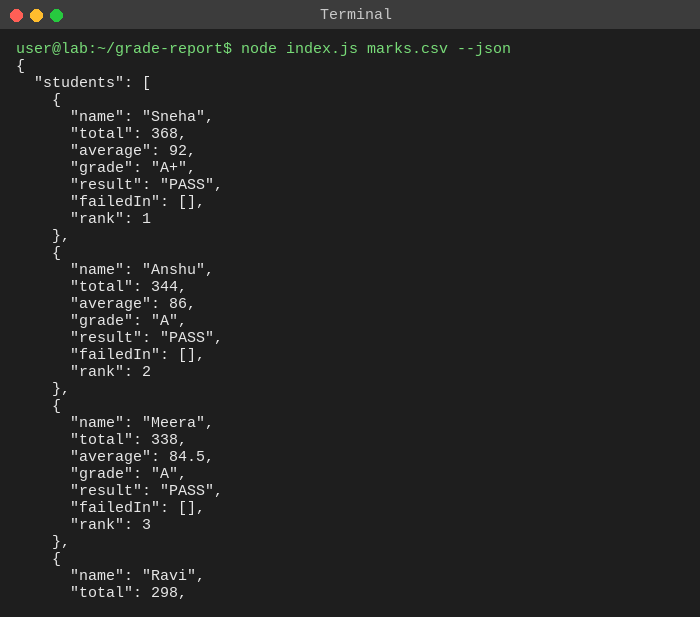 Terminal
user@lab:~/grade-report$ node index.js marks.csv --json
{
  "students": [
    {
      "name": "Sneha",
      "total": 368,
      "average": 92,
      "grade": "A+",
      "result": "PASS",
      "failedIn": [],
      "rank": 1
    },
    {
      "name": "Anshu",
      "total": 344,
      "average": 86,
      "grade": "A",
      "result": "PASS",
      "failedIn": [],
      "rank": 2
    },
    {
      "name": "Meera",
      "total": 338,
      "average": 84.5,
      "grade": "A",
      "result": "PASS",
      "failedIn": [],
      "rank": 3
    },
    {
      "name": "Ravi",
      "total": 298,